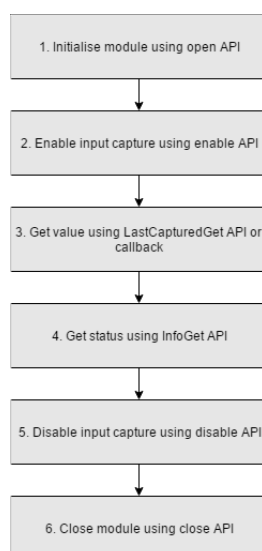 1. Initialise module using open API
2. Enable input capture using enable API
3. Get value using LastCapturedGet API or
callback
4. Get status using InfoGet API
5. Disable input capture using disable API
6. Close module using close API